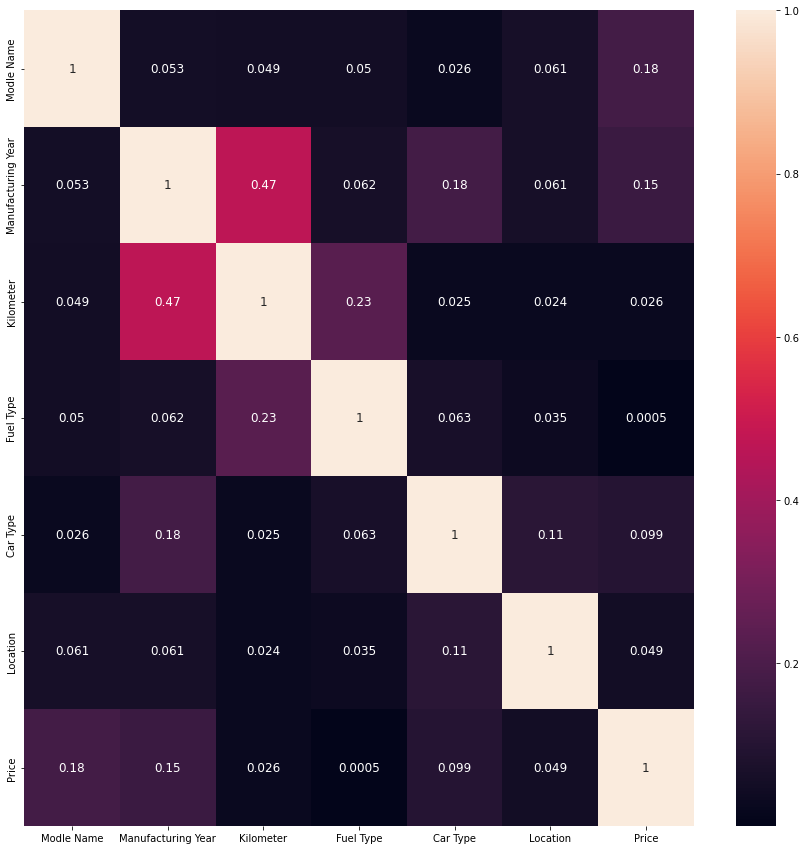 Modle Name 1 0.053 0.049 0.05 0.026 0.061 0.18
Manufacturing Year 0.053 1 0.47 0.062 0.18 0.061 0.15
Kilometer 0.049 0.47 1 0.23 0.025 0.024 0.026
Fuel Type 0.05 0.062 0.23 1 0.063 0.035 0.0005
Car Type 0.026 0.18 0.025 0.063 1 0.11 0.099
Location 0.061 0.061 0.024 0.035 0.11 1 0.049
Price 0.18 0.15 0.026 0.0005 0.099 0.049 1
Modle Name Manufacturing Year Kilometer Fuel Type Car Type Location Price
1.0
0.8
0.6
0.4
0.2